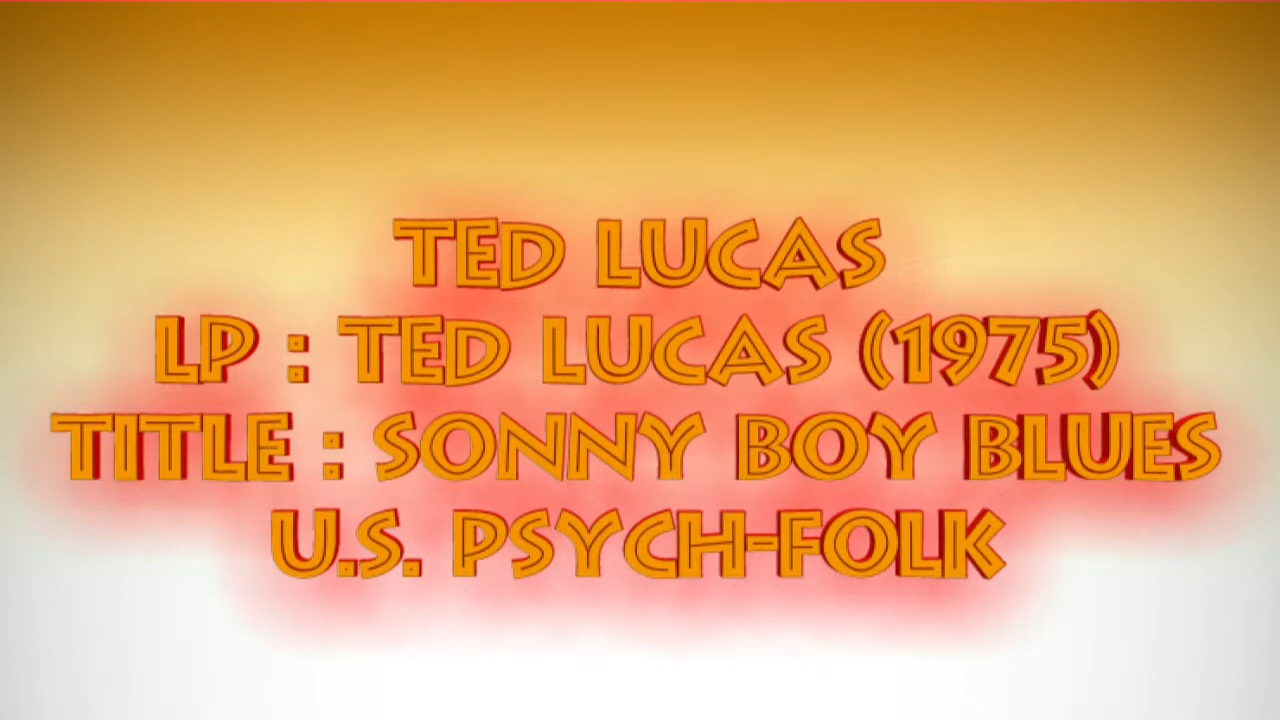 TED LUCAS
LP : TED LUCAS (1975)
TITLE : SONNY BOY BLUES
U.S. PSYCH-FOLK